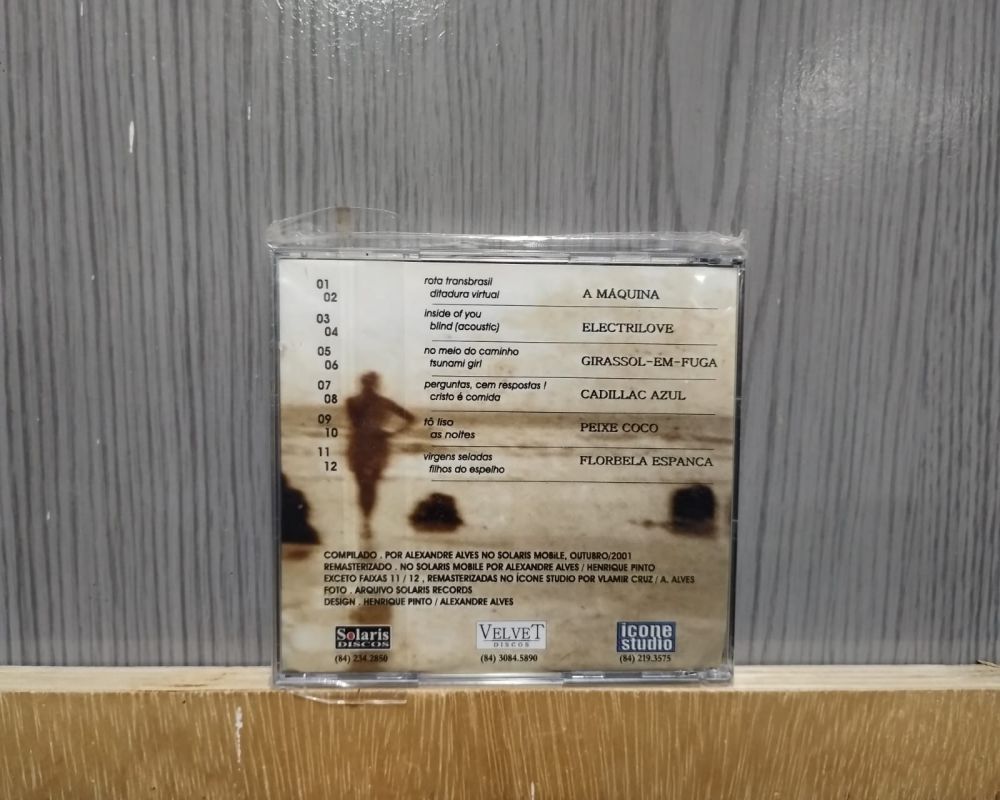 01 rota transbrasil
02 ditadura virtual A MÁQUINA
03 inside of you
04 blind (acoustic) ELECTRILOVE
05 no meio do caminho
06 tsunami girl GIRASSOL-EM-FUGA
07 perguntas, cem respostas !
08 cristo é comida CADILLAC AZUL
09 tô liso
10 as noites PEIXE COCO
11 virgens seladas
12 filhos do espelho FLORBELA ESPANCA
COMPILADO . POR ALEXANDRE ALVES NO SOLARIS MOBILE, OUTUBRO/2001
REMASTERIZADO . NO SOLARIS MOBILE POR ALEXANDRE ALVES / HENRIQUE PINTO
EXCETO FAIXAS 11 / 12 , REMASTERIZADAS NO ÍCONE STUDIO POR VLAMIR CRUZ / A. ALVES
FOTO . ARQUIVO SOLARIS RECORDS
DESIGN . HENRIQUE PINTO / ALEXANDRE ALVES
Solaris DISCOS
(84) 234.2850
VELVET DISCOS
(84) 3084.5890
ícone studio
(84) 219.3575